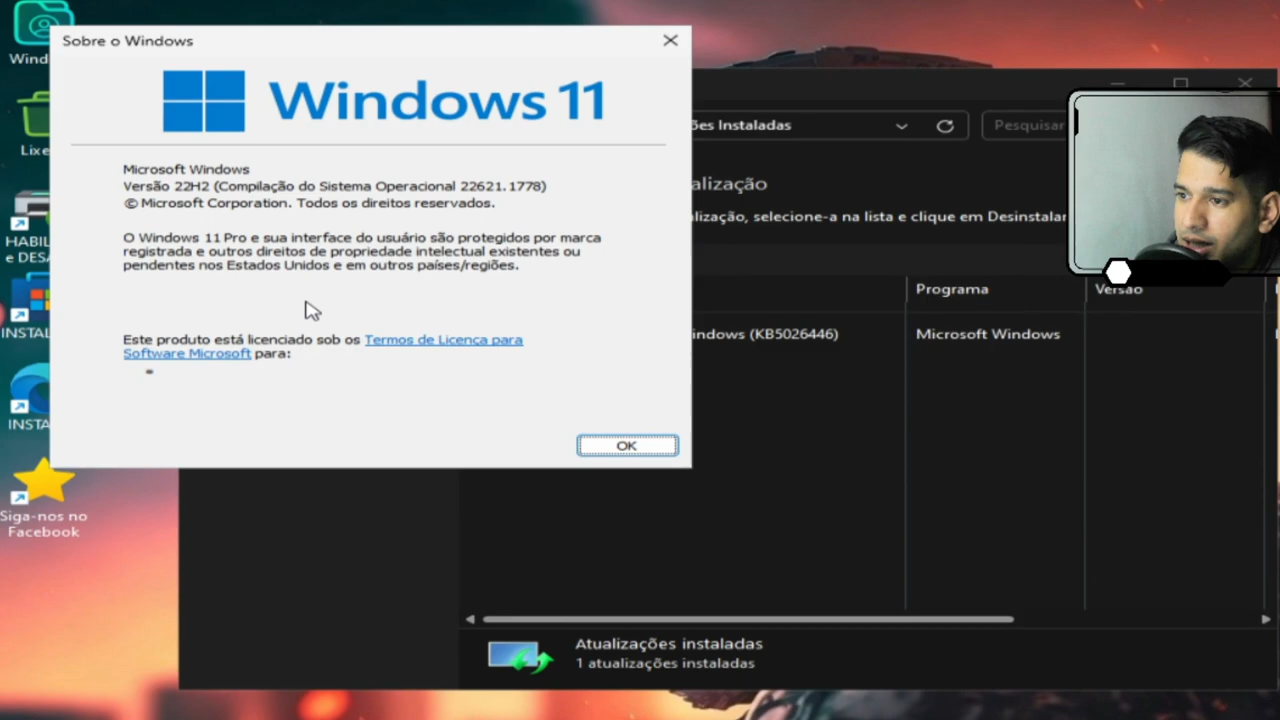 Sobre o Windows
Windows 11
Microsoft Windows
Versão 22H2 (Compilação do Sistema Operacional 22621.1778)
© Microsoft Corporation. Todos os direitos reservados.
O Windows 11 Pro e sua interface do usuário são protegidos por marca
registrada e outros direitos de propriedade intelectual existentes ou
pendentes nos Estados Unidos e em outros países/regiões.
Este produto está licenciado sob os Termos de Licença para
Software Microsoft para:
OK
Wind
Lixe
HABIL
e DESA
INSTAL
INSTA
Siga-nos no
Facebook
ões Instaladas
Pesquisar
alização
lização, selecione-a na lista e clique em Desinstalar
Programa
Versão
indows (KB5026446)
Microsoft Windows
Atualizações instaladas
1 atualizações instaladas